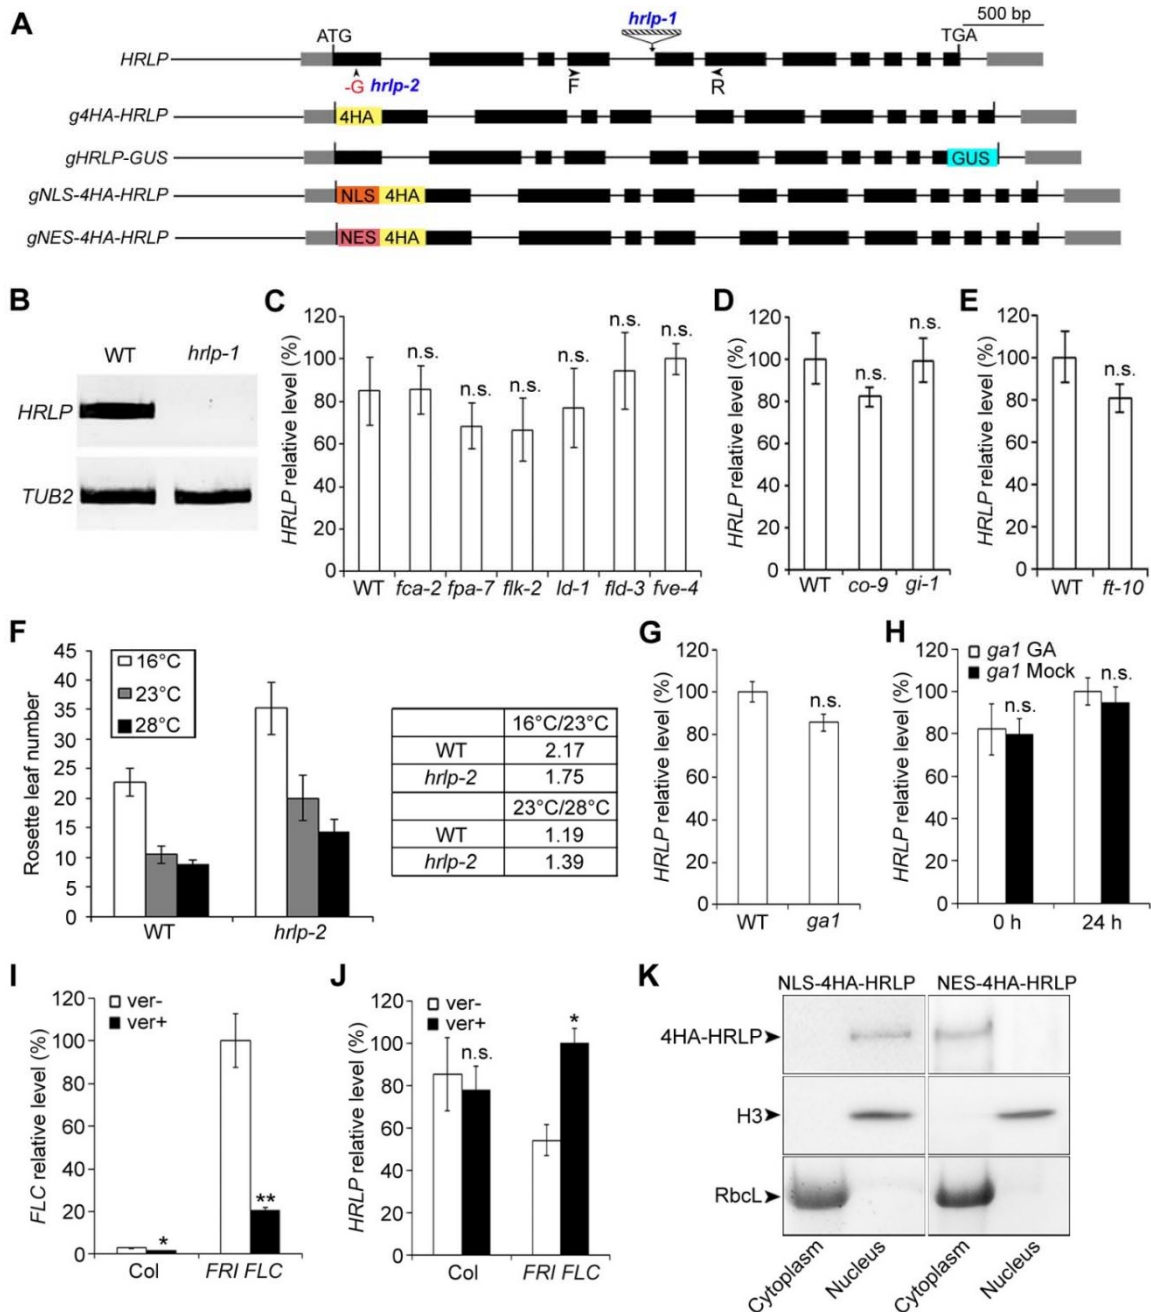 A
hrlp-1
500 bp
ATG
TGA
HRLP
-G hrlp-2
F
R
g4HA-HRLP
4HA
gHRLP-GUS
GUS
gNLS-4HA-HRLP
NLS 4HA
gNES-4HA-HRLP
NES 4HA
B
WT hrlp-1
HRLP
TUB2
C
HRLP relative level (%)
120
100
80
60
40
20
0
n.s. n.s. n.s. n.s. n.s. n.s.
WT fca-2 fpa-7 flk-2 ld-1 fld-3 fve-4
D
HRLP relative level (%)
120
100
80
60
40
20
0
n.s. n.s.
WT co-9 gi-1
E
HRLP relative level (%)
120
100
80
60
40
20
0
n.s.
WT ft-10
F
Rosette leaf number
45
40
35
30
25
20
15
10
5
0
16°C
23°C
28°C
WT hrlp-2
16°C/23°C
WT 2.17
hrlp-2 1.75
23°C/28°C
WT 1.19
hrlp-2 1.39
G
HRLP relative level (%)
120
100
80
60
40
20
0
n.s.
WT ga1
H
HRLP relative level (%)
120
100
80
60
40
20
0
ga1 GA
ga1 Mock
n.s. n.s.
0 h 24 h
I
FLC relative level (%)
120
100
80
60
40
20
0
ver-
ver+
* **
Col FRI FLC
J
HRLP relative level (%)
120
100
80
60
40
20
0
ver-
ver+
n.s. *
Col FRI FLC
K
NLS-4HA-HRLP NES-4HA-HRLP
4HA-HRLP
H3
RbcL
Cytoplasm Nucleus Cytoplasm Nucleus